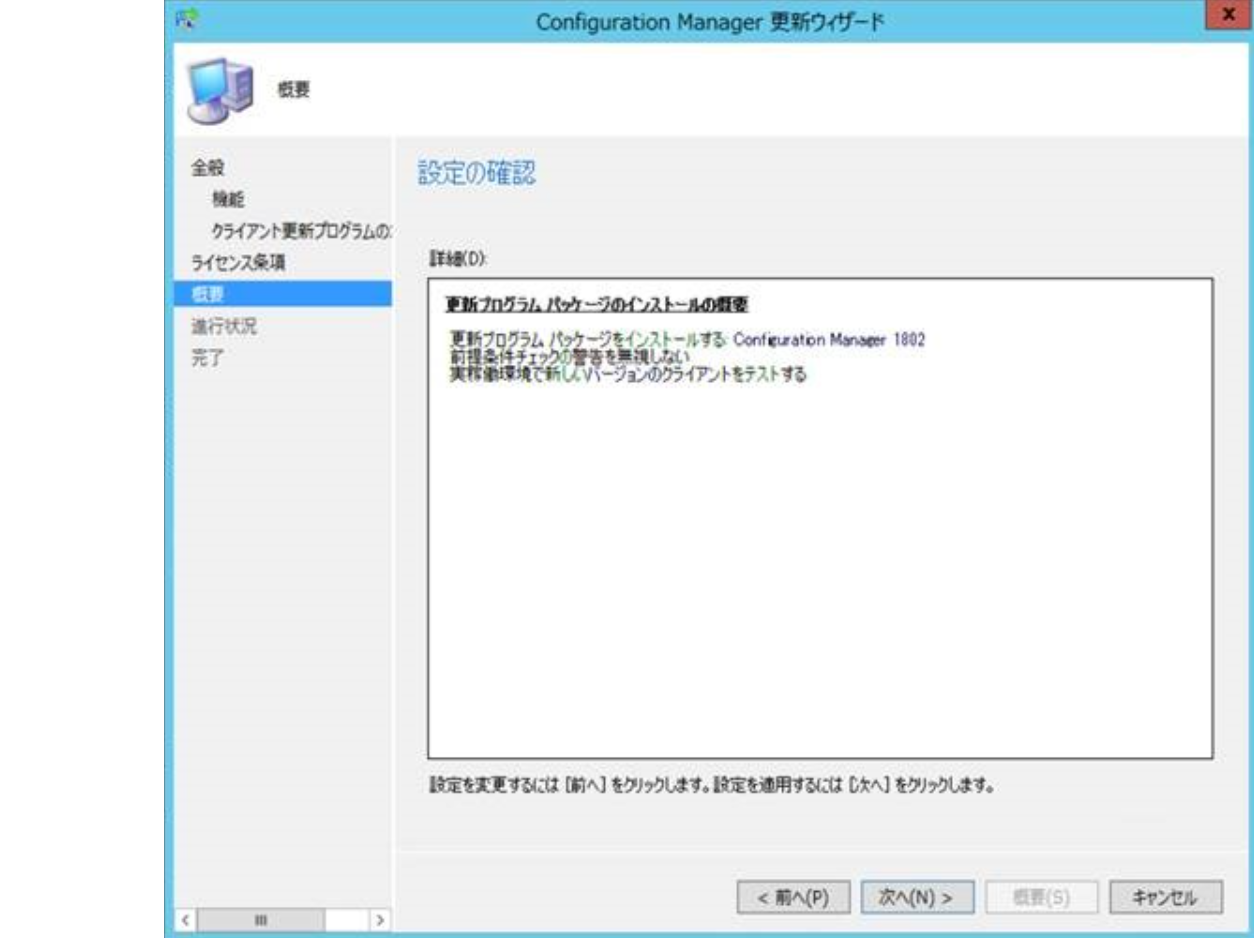 Configuration Manager 更新ウィザード
x
概要
全般
機能
クライアント更新プログラムの
ライセンス条項
概要
進行状況
完了
設定の確認
詳細(D):
更新プログラム パッケージのインストールの概要
更新プログラム パッケージをインストールする: Configuration Manager 1802
前提条件チェックの警告を無視しない
実稼働環境で新しいバージョンのクライアントをテストする
設定を変更するには [前へ] をクリックします。設定を適用するには [次へ] をクリックします。
< 前へ(P)
次へ(N) >
概要(S)
キャンセル